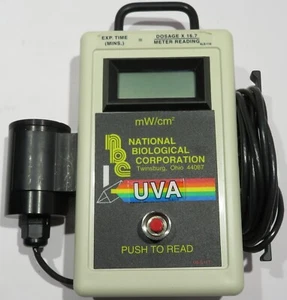 EXP. TIME
(MINS.)
DOSAGE X 16.7
METER READING
mW/cm²
nbc
NATIONAL
BIOLOGICAL
CORPORATION
Twinsburg, Ohio 44087
UVA
PUSH TO READ